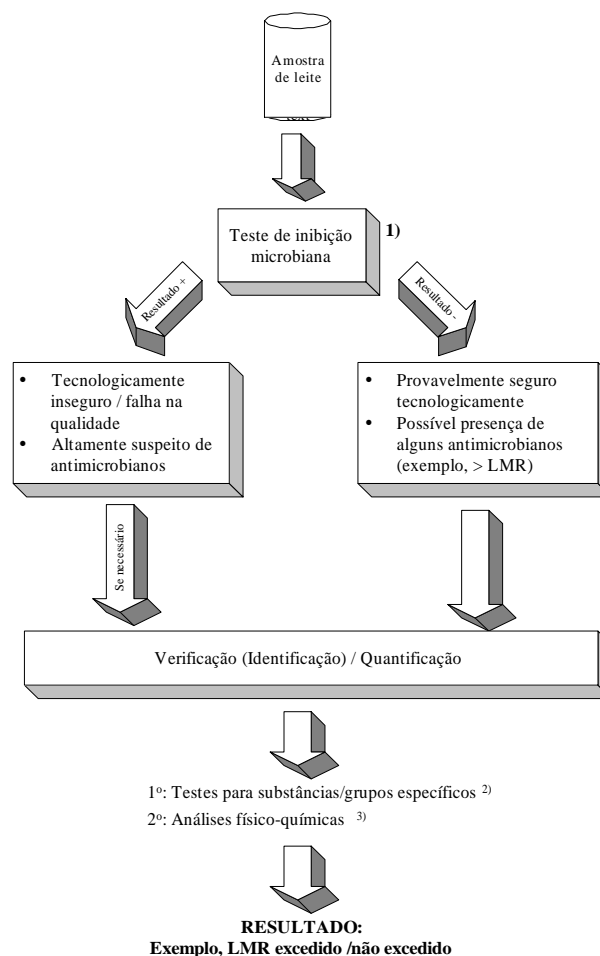 Amostra
de leite
Teste de inibição
microbiana
1)
Resultado +
Resultado -
• Tecnologicamente
inseguro / falha na
qualidade
• Altamente suspeito de
antimicrobianos
• Provavelmente seguro
tecnologicamente
• Possível presença de
alguns antimicrobianos
(exemplo, > LMR)
Se necessário
Verificação (Identificação) / Quantificação
1º: Testes para substâncias/grupos específicos 2)
2º: Análises físico-químicas 3)
RESULTADO:
Exemplo, LMR excedido /não excedido